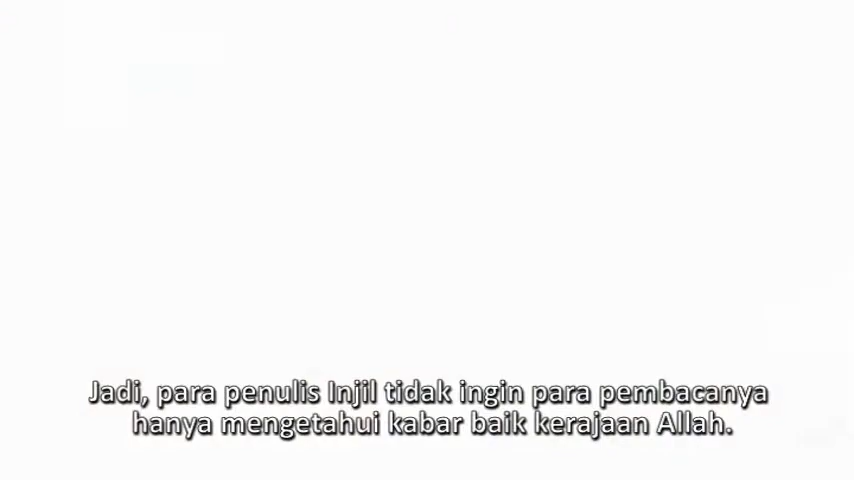 Jadi, para penulis Injil tidak ingin para pembacanya
hanya mengetahui kabar baik kerajaan Allah.